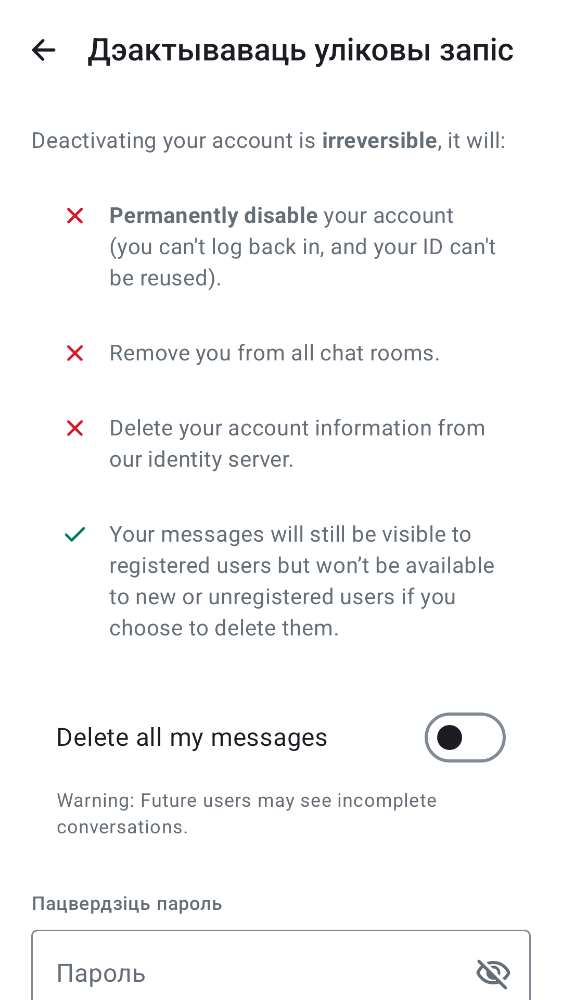 Дэактываваць уліковы запіс
Deactivating your account is irreversible, it will:
Permanently disable your account
(you can't log back in, and your ID can't
be reused).
Remove you from all chat rooms.
Delete your account information from
our identity server.
Your messages will still be visible to
registered users but won’t be available
to new or unregistered users if you
choose to delete them.
Delete all my messages
Warning: Future users may see incomplete
conversations.
Пацвердзіць пароль
Пароль